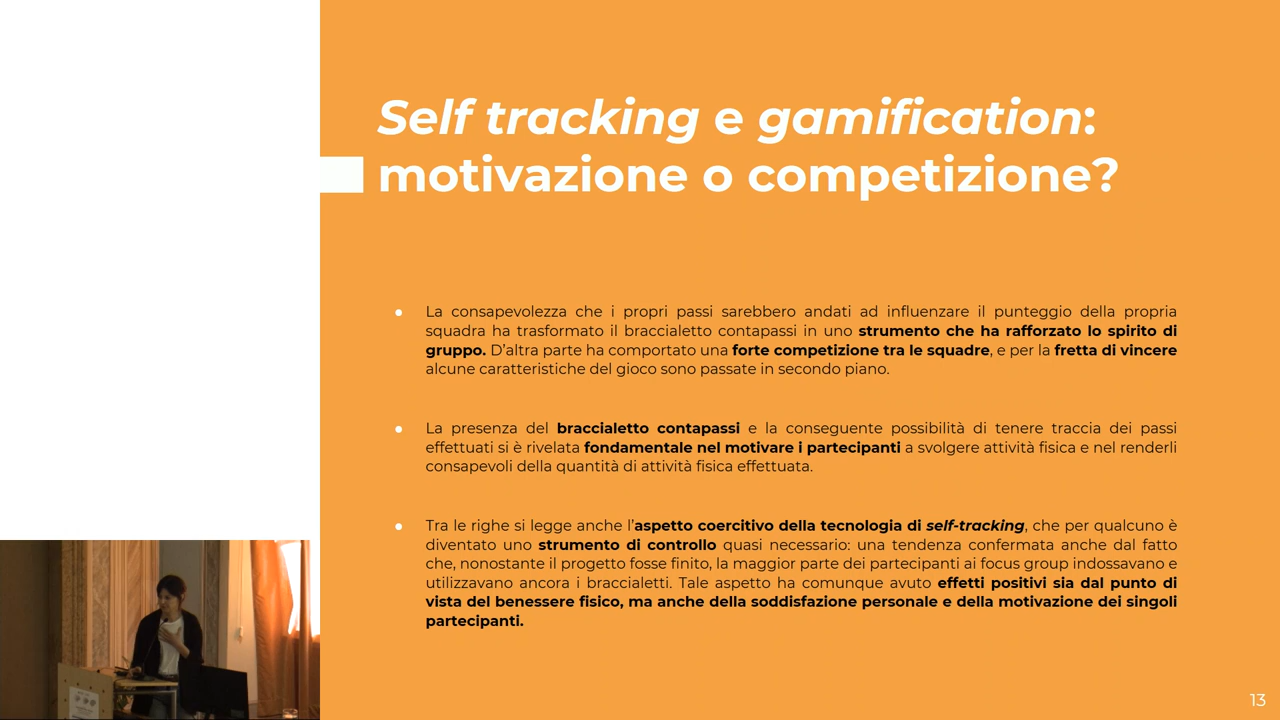 Self tracking e gamification:
motivazione o competizione?
● La consapevolezza che i propri passi sarebbero andati ad influenzare il punteggio della propria
squadra ha trasformato il braccialetto contapassi in uno strumento che ha rafforzato lo spirito di
gruppo. D'altra parte ha comportato una forte competizione tra le squadre, e per la fretta di vincere
alcune caratteristiche del gioco sono passate in secondo piano.
● La presenza del braccialetto contapassi e la conseguente possibilità di tenere traccia dei passi
effettuati si è rivelata fondamentale nel motivare i partecipanti a svolgere attività fisica e nel renderli
consapevoli della quantità di attività fisica effettuata.
● Tra le righe si legge anche l'aspetto coercitivo della tecnologia di self-tracking, che per qualcuno è
diventato uno strumento di controllo quasi necessario: una tendenza confermata anche dal fatto
che, nonostante il progetto fosse finito, la maggior parte dei partecipanti ai focus group indossavano e
utilizzavano ancora i braccialetti. Tale aspetto ha comunque avuto effetti positivi sia dal punto di
vista del benessere fisico, ma anche della soddisfazione personale e della motivazione dei singoli
partecipanti.
13